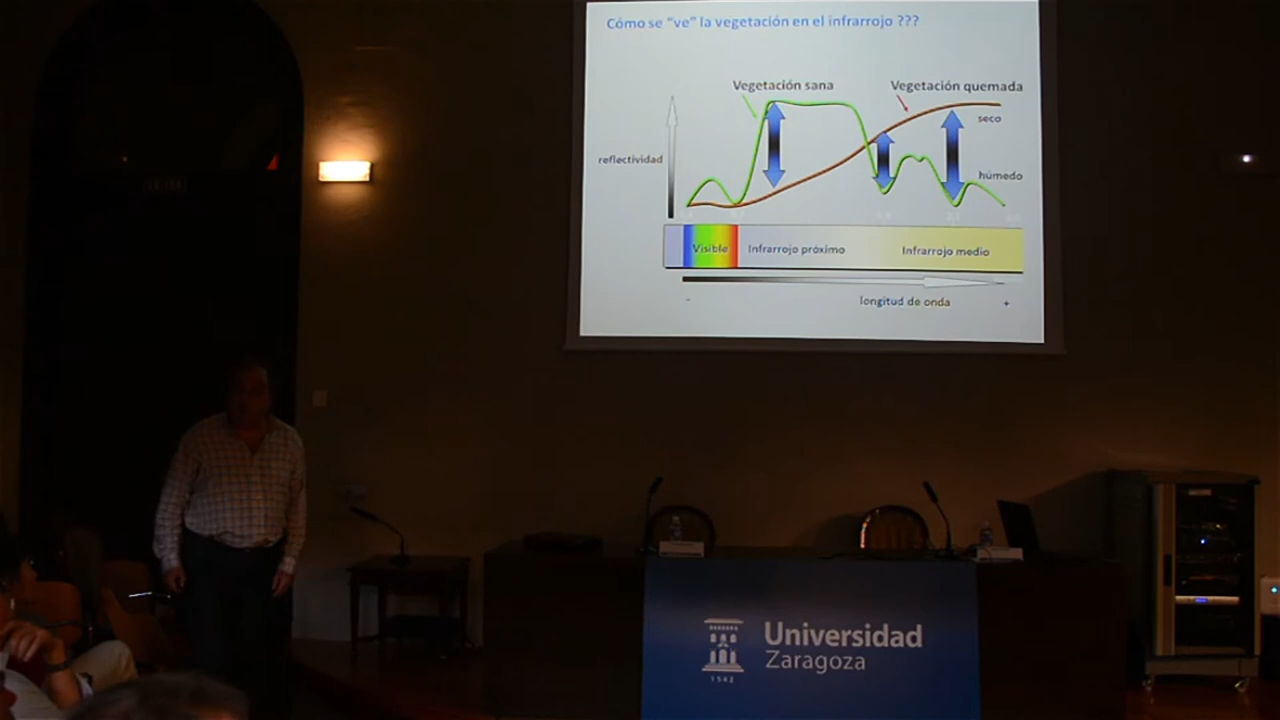 Cómo se “ve” la vegetación en el infrarrojo ???
Vegetación sana
Vegetación quemada
seco
reflectividad
húmedo
Visible
Infrarrojo próximo
Infrarrojo medio
longitud de onda
-
+
Universidad
Zaragoza
1542